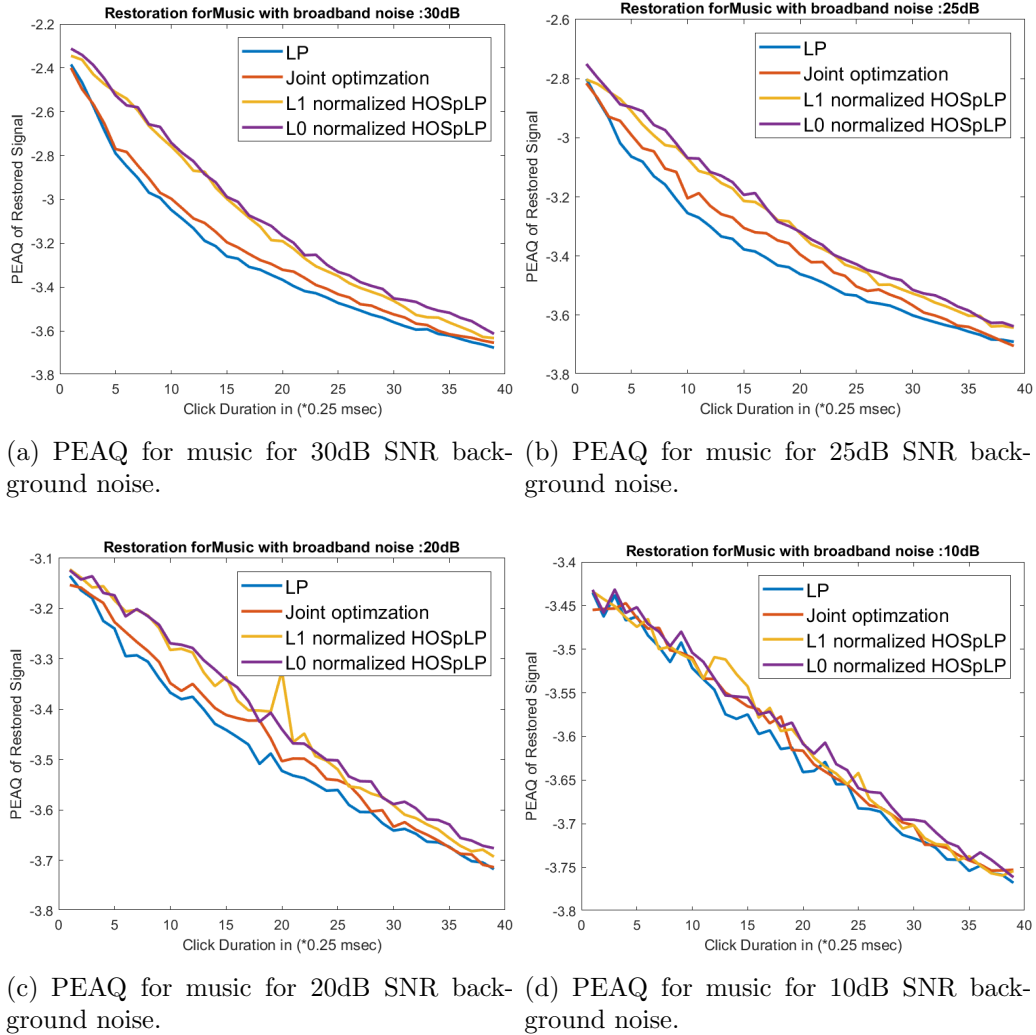 Restoration forMusic with broadband noise :30dB
-2.2
-2.4
-2.6
-2.8
-3
-3.2
-3.4
-3.6
-3.8
PEAQ of Restored Signal
LP
Joint optimzation
L1 normalized HOSpLP
L0 normalized HOSpLP
0 5 10 15 20 25 30 35 40
Click Duration in (*0.25 msec)
(a) PEAQ for music for 30dB SNR back-
ground noise.
Restoration forMusic with broadband noise :25dB
-2.6
-2.8
-3
-3.2
-3.4
-3.6
-3.8
PEAQ of Restored Signal
LP
Joint optimzation
L1 normalized HOSpLP
L0 normalized HOSpLP
0 5 10 15 20 25 30 35 40
Click Duration in (*0.25 msec)
(b) PEAQ for music for 25dB SNR back-
ground noise.
Restoration forMusic with broadband noise :20dB
-3.1
-3.2
-3.3
-3.4
-3.5
-3.6
-3.7
-3.8
PEAQ of Restored Signal
LP
Joint optimzation
L1 normalized HOSpLP
L0 normalized HOSpLP
0 5 10 15 20 25 30 35 40
Click Duration in (*0.25 msec)
(c) PEAQ for music for 20dB SNR back-
ground noise.
Restoration forMusic with broadband noise :10dB
-3.4
-3.45
-3.5
-3.55
-3.6
-3.65
-3.7
-3.75
-3.8
PEAQ of Restored Signal
LP
Joint optimzation
L1 normalized HOSpLP
L0 normalized HOSpLP
0 5 10 15 20 25 30 35 40
Click Duration in (*0.25 msec)
(d) PEAQ for music for 10dB SNR back-
ground noise.